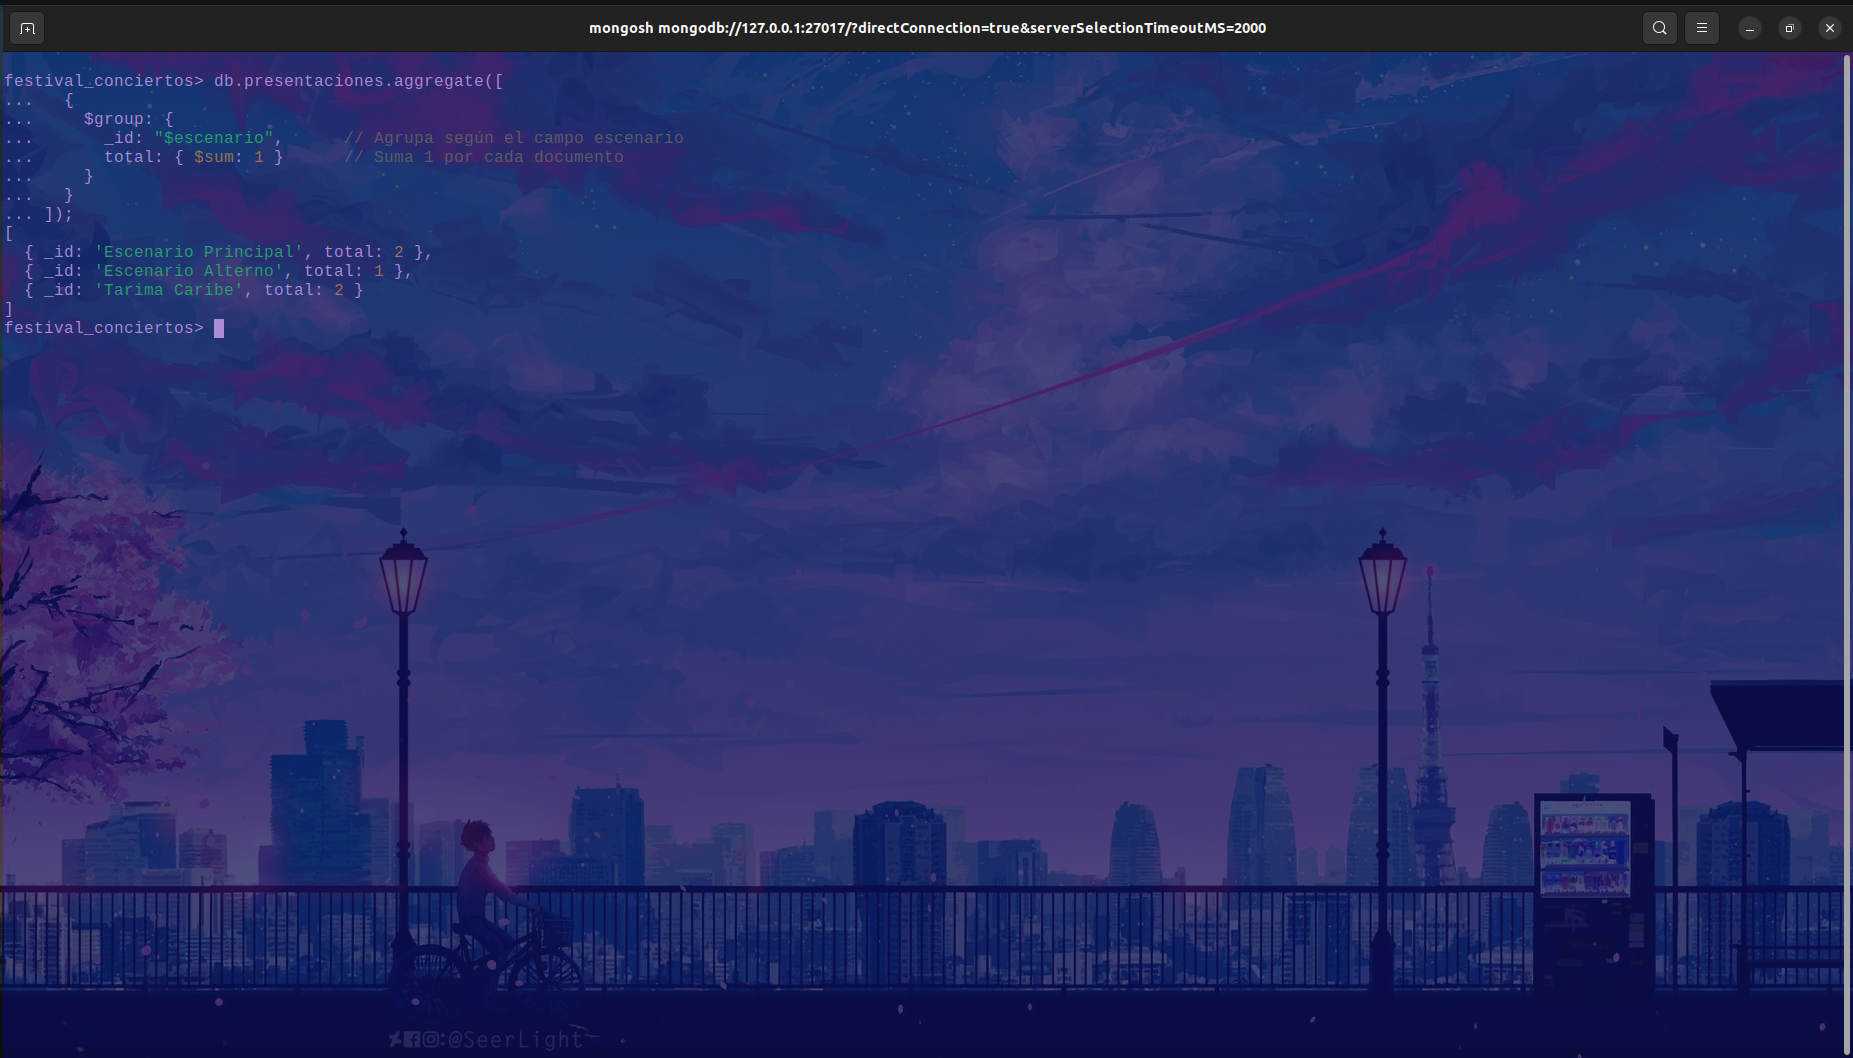 mongosh mongodb://127.0.0.1:27017/?directConnection=true&serverSelectionTimeoutMS=2000
festival_conciertos> db.presentaciones.aggregate([
...   {
...     $group: {
...       _id: "$escenario",      // Agrupa según el campo escenario
...       total: { $sum: 1 }      // Suma 1 por cada documento
...     }
...   }
... ]);
[
  { _id: 'Escenario Principal', total: 2 },
  { _id: 'Escenario Alterno', total: 1 },
  { _id: 'Tarima Caribe', total: 2 }
]
festival_conciertos>
:@SeerLight